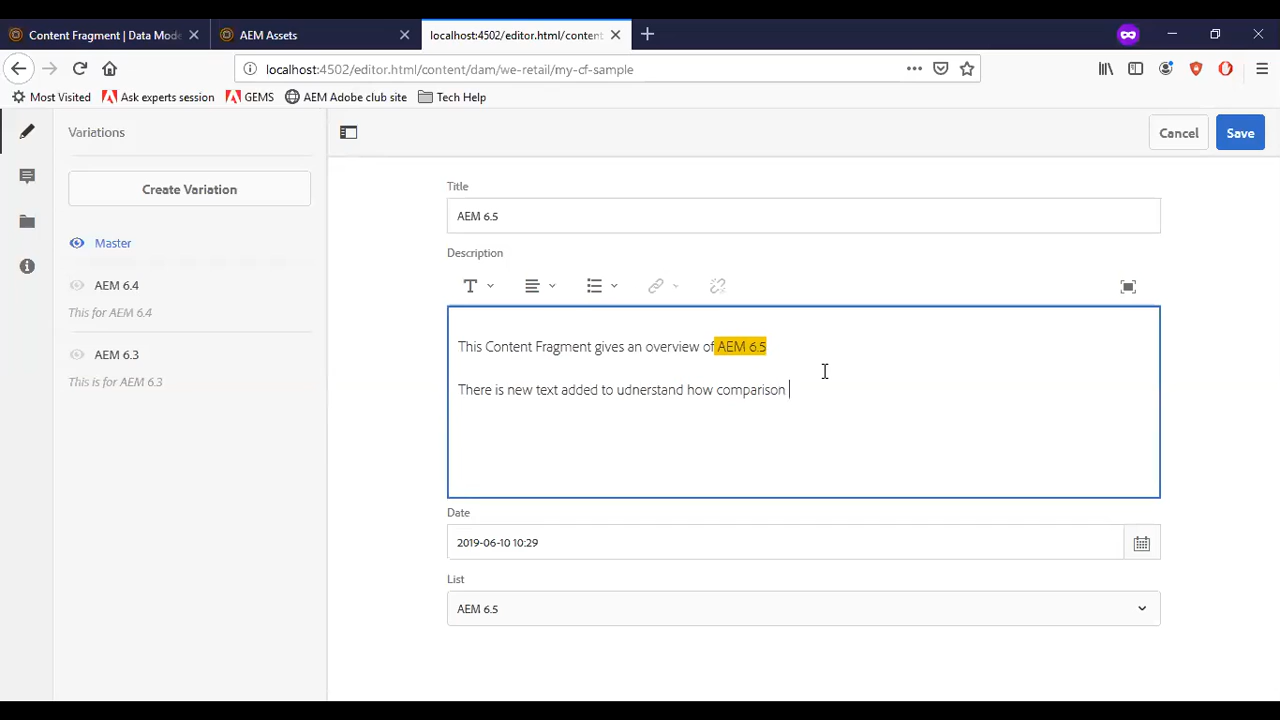 Content Fragment | Data Mode
AEM Assets
localhost:4502/editor.html/content
localhost:4502/editor.html/content/dam/we-retail/my-cf-sample
Most Visited
Ask experts session
GEMS
AEM Adobe club site
Tech Help
Variations
Cancel
Save
Create Variation
Master
AEM 6.4
This for AEM 6.4
AEM 6.3
This is for AEM 6.3
Title
AEM 6.5
Description
This Content Fragment gives an overview of AEM 6.5
There is new text added to udnerstand how comparison
Date
2019-06-10 10:29
List
AEM 6.5